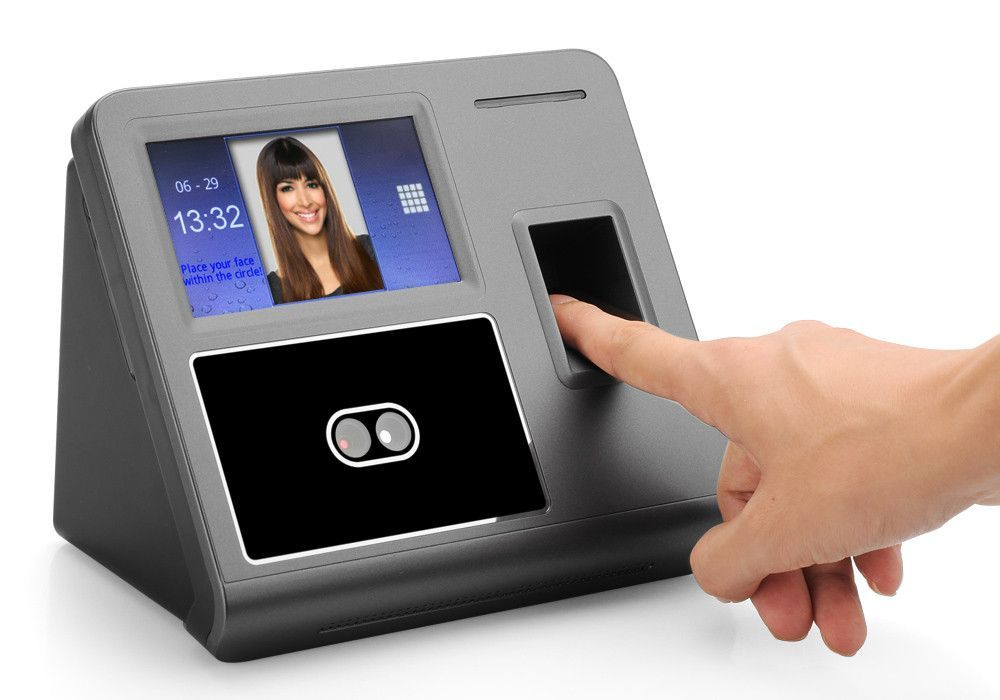 06 - 29
13:32
Place your face
within the circle!